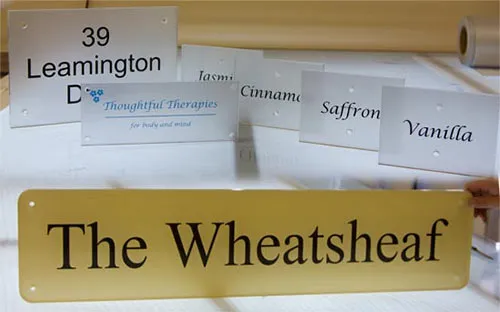 39
Leamington
Thoughtful Therapies
for body and mind
Saffron
Vanilla
The Wheatsheaf